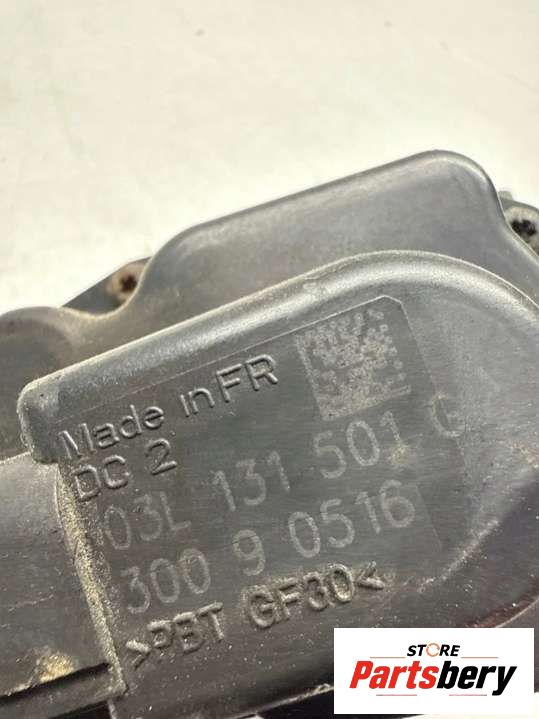 Made in FR
DC 2
03L 131 501
300 9 0516
>PBT GF30<
STORE
Partsbery